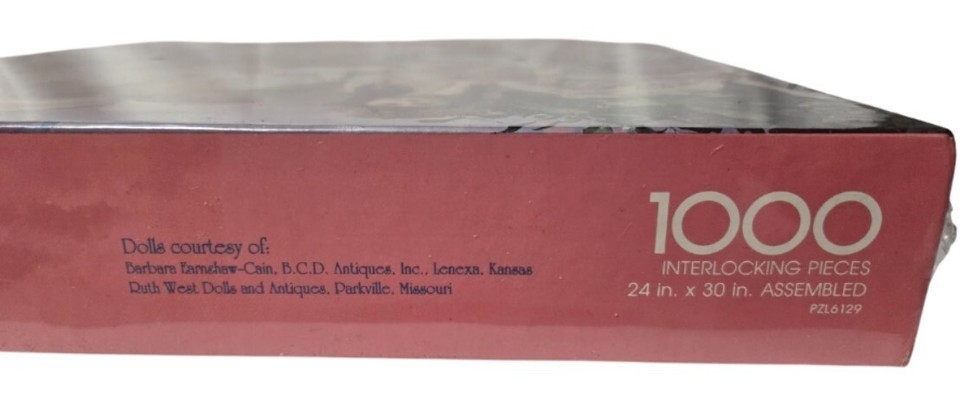 Dolls courtesy of:
Barbara Earnshaw-Cain, B.C.D. Antiques, Inc., Lenexa, Kansas
Ruth West Dolls and Antiques, Parkville, Missouri
1000
INTERLOCKING PIECES
24 in. x 30 in. ASSEMBLED
PZL6129